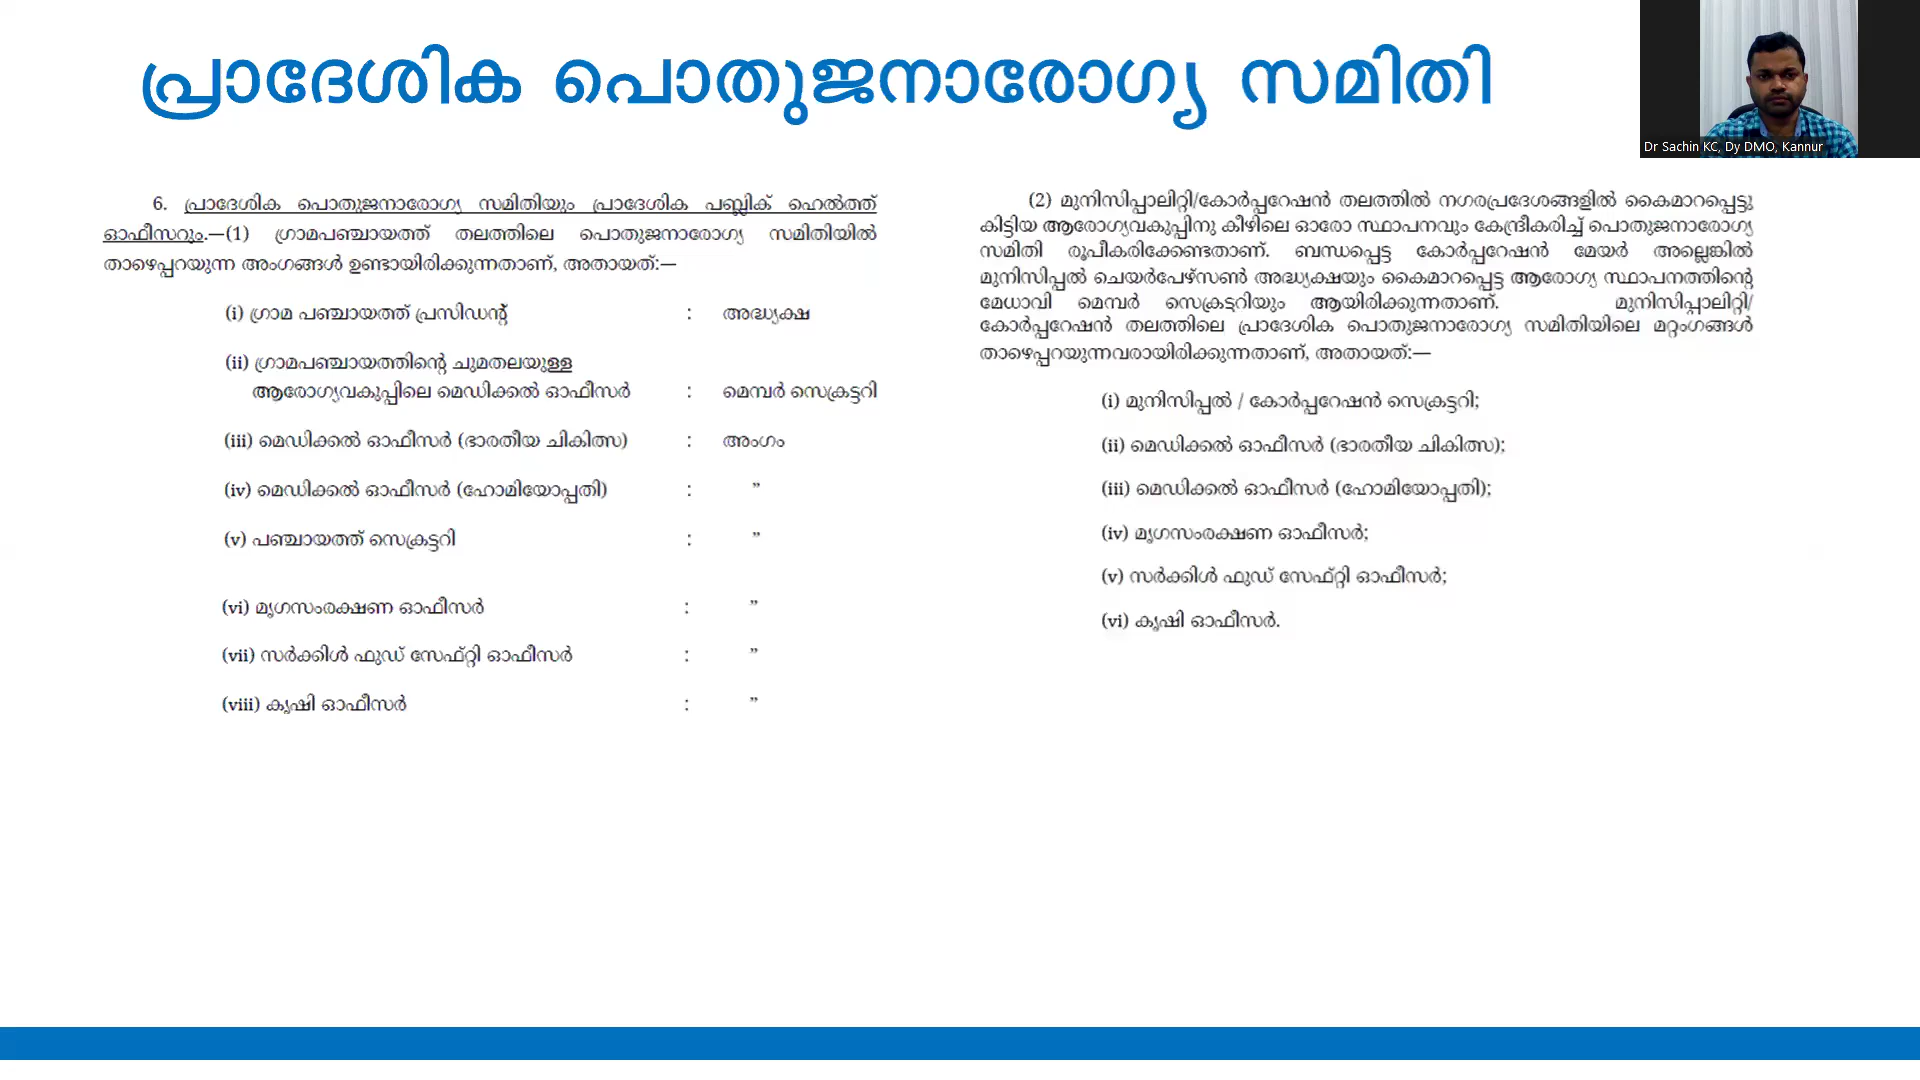 പ്രാദേശിക പൊതുജനാരോഗ്യ സമിതി
Dr Sachin KC, Dy DMO, Kannur
6. പ്രാദേശിക പൊതുജനാരോഗ്യ സമിതിയും പ്രാദേശിക പബ്ലിക് ഹെൽത്ത്
ഓഫീസറും.—(1) ഗ്രാമപഞ്ചായത്ത് തലത്തിലെ പൊതുജനാരോഗ്യ സമിതിയിൽ
താഴെപ്പറയുന്ന അംഗങ്ങൾ ഉണ്ടായിരിക്കുന്നതാണ്, അതായത്:—
(i) ഗ്രാമ പഞ്ചായത്ത് പ്രസിഡന്റ് : അദ്ധ്യക്ഷ
(ii) ഗ്രാമപഞ്ചായത്തിന്റെ ചുമതലയുള്ള
ആരോഗ്യവകുപ്പിലെ മെഡിക്കൽ ഓഫീസർ : മെമ്പർ സെക്രട്ടറി
(iii) മെഡിക്കൽ ഓഫീസർ (ഭാരതീയ ചികിത്സ) : അംഗം
(iv) മെഡിക്കൽ ഓഫീസർ (ഹോമിയോപ്പതി) : ”
(v) പഞ്ചായത്ത് സെക്രട്ടറി : ”
(vi) മൃഗസംരക്ഷണ ഓഫീസർ : ”
(vii) സർക്കിൾ ഫുഡ് സേഫ്റ്റി ഓഫീസർ : ”
(viii) കൃഷി ഓഫീസർ : ”
(2) മുനിസിപ്പാലിറ്റി/കോർപ്പറേഷൻ തലത്തിൽ നഗരപ്രദേശങ്ങളിൽ കൈമാറപ്പെട്ടു
കിട്ടിയ ആരോഗ്യവകുപ്പിനു കീഴിലെ ഓരോ സ്ഥാപനവും കേന്ദ്രീകരിച്ച് പൊതുജനാരോഗ്യ
സമിതി രൂപീകരിക്കേണ്ടതാണ്. ബന്ധപ്പെട്ട കോർപ്പറേഷൻ മേയർ അല്ലെങ്കിൽ
മുനിസിപ്പൽ ചെയർപേഴ്സൺ അദ്ധ്യക്ഷയും കൈമാറപ്പെട്ട ആരോഗ്യ സ്ഥാപനത്തിന്റെ
മേധാവി മെമ്പർ സെക്രട്ടറിയും ആയിരിക്കുന്നതാണ്. മുനിസിപ്പാലിറ്റി/
കോർപ്പറേഷൻ തലത്തിലെ പ്രാദേശിക പൊതുജനാരോഗ്യ സമിതിയിലെ മറ്റംഗങ്ങൾ
താഴെപ്പറയുന്നവരായിരിക്കുന്നതാണ്, അതായത്:—
(i) മുനിസിപ്പൽ / കോർപ്പറേഷൻ സെക്രട്ടറി;
(ii) മെഡിക്കൽ ഓഫീസർ (ഭാരതീയ ചികിത്സ);
(iii) മെഡിക്കൽ ഓഫീസർ (ഹോമിയോപ്പതി);
(iv) മൃഗസംരക്ഷണ ഓഫീസർ;
(v) സർക്കിൾ ഫുഡ് സേഫ്റ്റി ഓഫീസർ;
(vi) കൃഷി ഓഫീസർ.